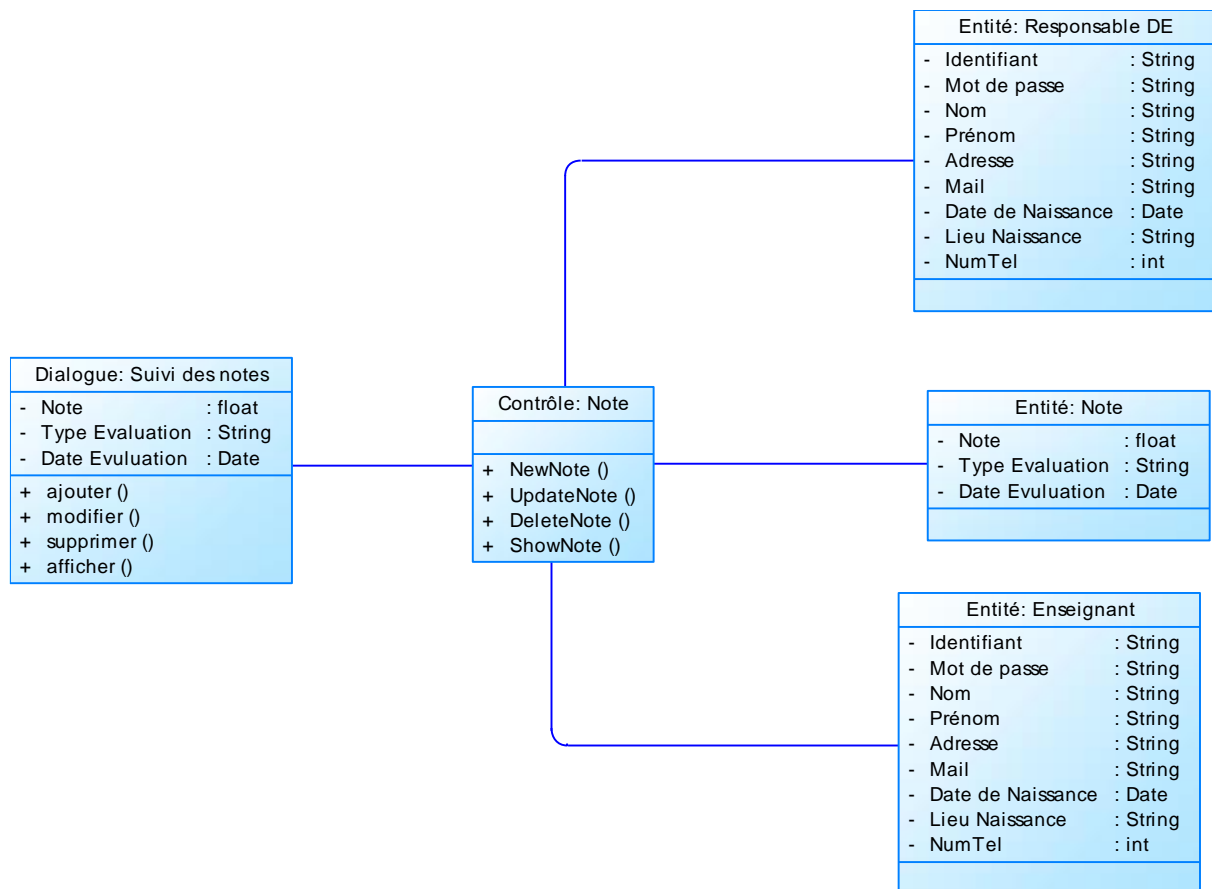 Entité: Responsable DE
- Identifiant : String
- Mot de passe : String
- Nom : String
- Prénom : String
- Adresse : String
- Mail : String
- Date de Naissance : Date
- Lieu Naissance : String
- NumTel : int
Dialogue: Suivi des notes
- Note : float
- Type Evaluation : String
- Date Evuluation : Date
+ ajouter ()
+ modifier ()
+ supprimer ()
+ afficher ()
Contrôle: Note
+ NewNote ()
+ UpdateNote ()
+ DeleteNote ()
+ ShowNote ()
Entité: Note
- Note : float
- Type Evaluation : String
- Date Evuluation : Date
Entité: Enseignant
- Identifiant : String
- Mot de passe : String
- Nom : String
- Prénom : String
- Adresse : String
- Mail : String
- Date de Naissance : Date
- Lieu Naissance : String
- NumTel : int